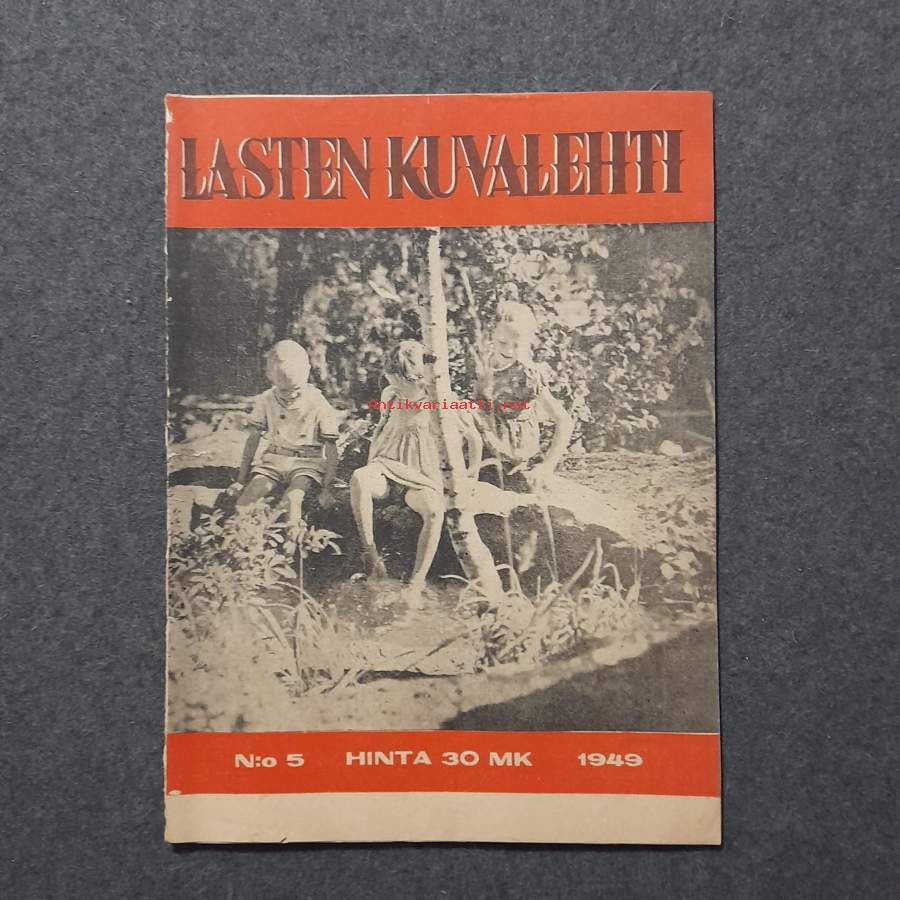 LASTEN KUVALEHTI
Antikvariaatti.net
N:o 5 HINTA 30 MK 1949